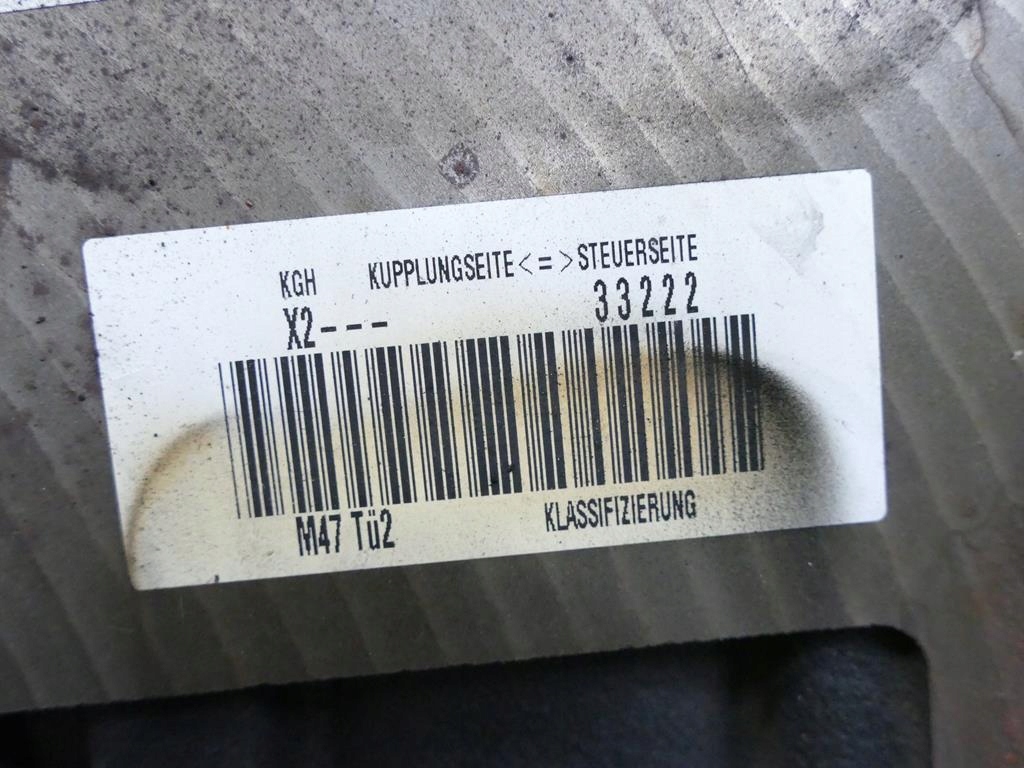 KGH KUPPLUNGSEITE<=>STEUERSEITE
X2--- 33222
M47 Tü2 KLASSIFIZIERUNG